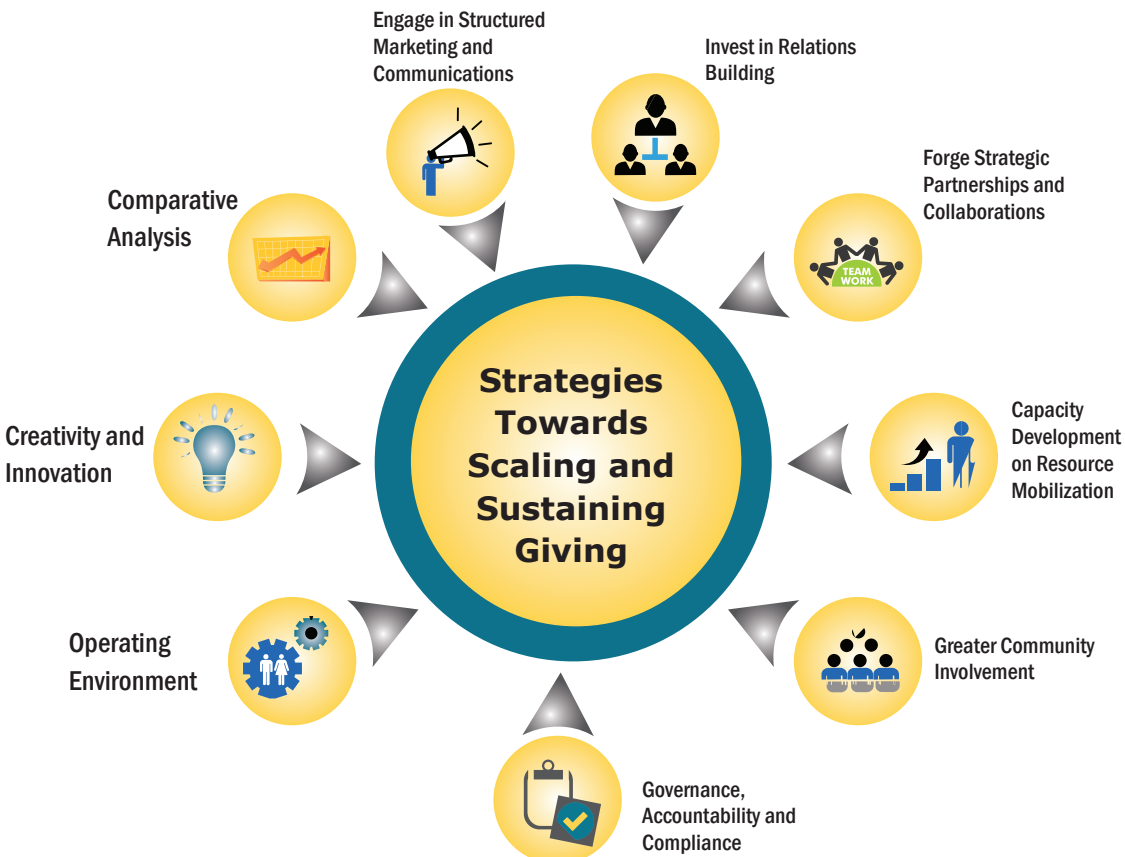 Engage in Structured
Marketing and
Communications
Invest in Relations
Building
Forge Strategic
Partnerships and
Collaborations
TEAM
WORK
Comparative
Analysis
Strategies
Towards
Scaling and
Sustaining
Giving
Creativity and
Innovation
Capacity
Development
on Resource
Mobilization
Operating
Environment
Greater Community
Involvement
Governance,
Accountability and
Compliance